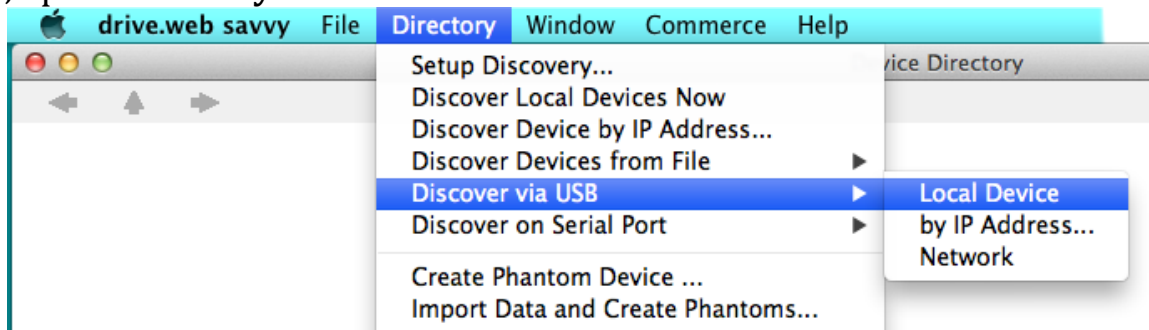 drive.web savvy File Directory Window Commerce Help
vice Directory
Setup Discovery...
Discover Local Devices Now
Discover Device by IP Address...
Discover Devices from File
Discover via USB
Discover on Serial Port
Create Phantom Device ...
Import Data and Create Phantoms...
Local Device
by IP Address...
Network